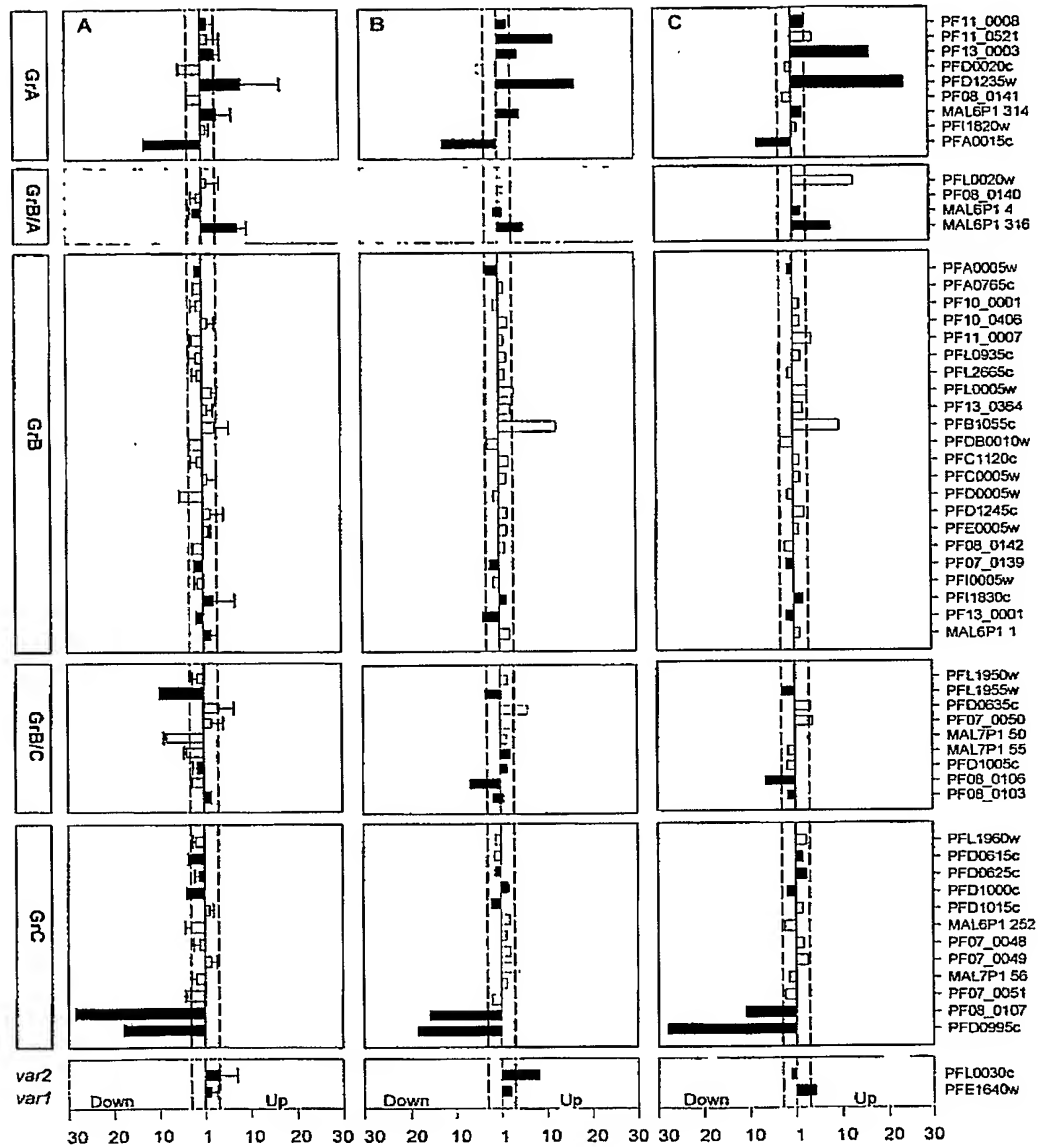 A B C
GrA
PF11_0008
PF11_0521
PF13_0003
PFD0020c
PFD1235w
PF08_0141
MAL6P1 314
PFI1820w
PFA0015c
GrB/A
PFL0020w
PF08_0140
MAL6P1 4
MAL6P1 316
GrB
PFA0005w
PFA0765c
PF10_0001
PF10_0406
PF11_0007
PFL0935c
PFL2665c
PFL0005w
PF13_0364
PFB1055c
PFDB0010w
PFC1120c
PFC0005w
PFD0005w
PFD1245c
PFE0005w
PF08_0142
PF07_0139
PFI0005w
PFI1830c
PF13_0001
MAL6P1 1
GrB/C
PFL1950w
PFL1955w
PFD0635c
PF07_0050
MAL7P1 50
MAL7P1 55
PFD1005c
PF08_0106
PF08_0103
GrC
PFL1960w
PFD0615c
PFD0625c
PFD1000c
PFD1015c
MAL6P1 252
PF07_0048
PF07_0049
MAL7P1 56
PF07_0051
PF08_0107
PFD0995c
var2 PFL0030c
var1 PFE1640w
Down Up Down Up Down Up
30 20 10 1 10 20 30 20 10 1 10 20 30 20 10 1 10 20 30